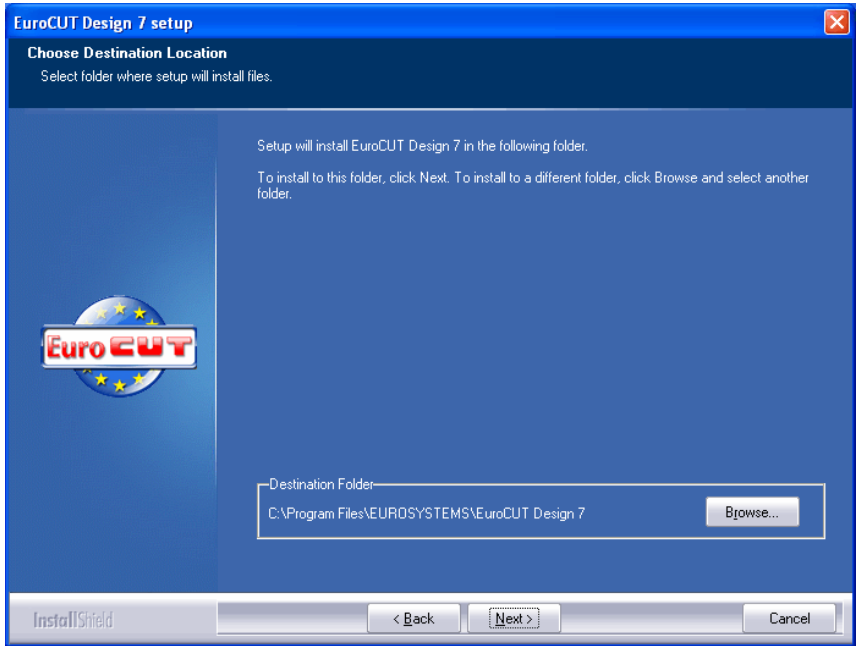 EuroCUT Design 7 setup
Choose Destination Location
Select folder where setup will install files.
Setup will install EuroCUT Design 7 in the following folder.
To install to this folder, click Next. To install to a different folder, click Browse and select another
folder.
Euro CUT
Destination Folder
C:\Program Files\EUROSYSTEMS\EuroCUT Design 7
Browse...
InstallShield
< Back
Next >
Cancel